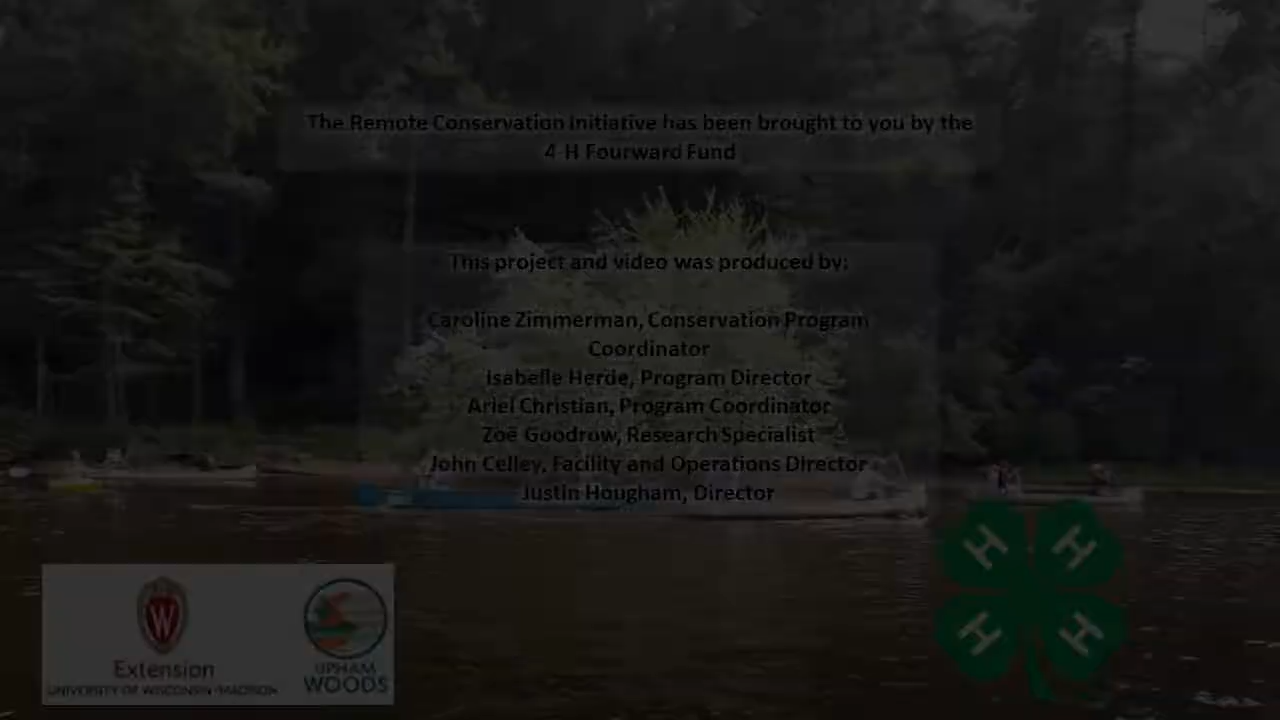 The Remote Conservation Initiative has been brought to you by the
4-H Fourward Fund
This project and video was produced by:
Caroline Zimmerman, Conservation Program
Coordinator
Isabelle Herde, Program Director
Ariel Christian, Program Coordinator
Zoë Goodrow, Research Specialist
John Celley, Facility and Operations Director
Justin Hougham, Director
H H
H H
W
Extension
UNIVERSITY OF WISCONSIN-MADISON
UPHAM
WOODS